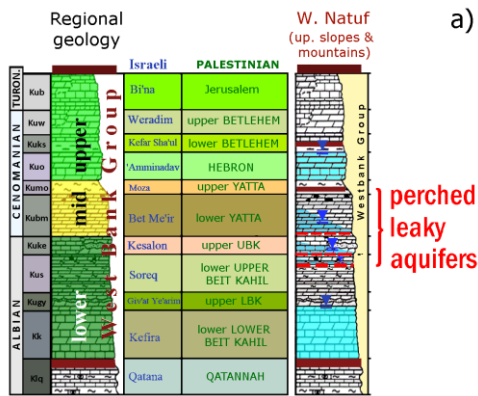 Regional
geology
W. Natuf
(up. slopes &
mountains)
a)
Israeli
PALESTINIAN
TURON.
CENOMANIAN
ALBIAN
Kub
Bi'na
Jerusalem
Kuw
Weradim
upper BETLEHEM
Kuks
Kefar Sha'ul
lower BETLEHEM
Kuo
'Amminadav
HEBRON
Kumo
Moza
upper YATTA
Kubm
Bet Me'ir
lower YATTA
Kuke
Kesalon
upper UBK
Kus
Soreq
lower UPPER
BEIT KAHIL
Kugy
Giv'at Ye'arim
upper LBK
Kk
Kefira
lower LOWER
BEIT KAHIL
Klq
Qatana
QATANNAH
upper
mid
lower
West Bank Group
Westbank Group
perched
leaky
aquifers